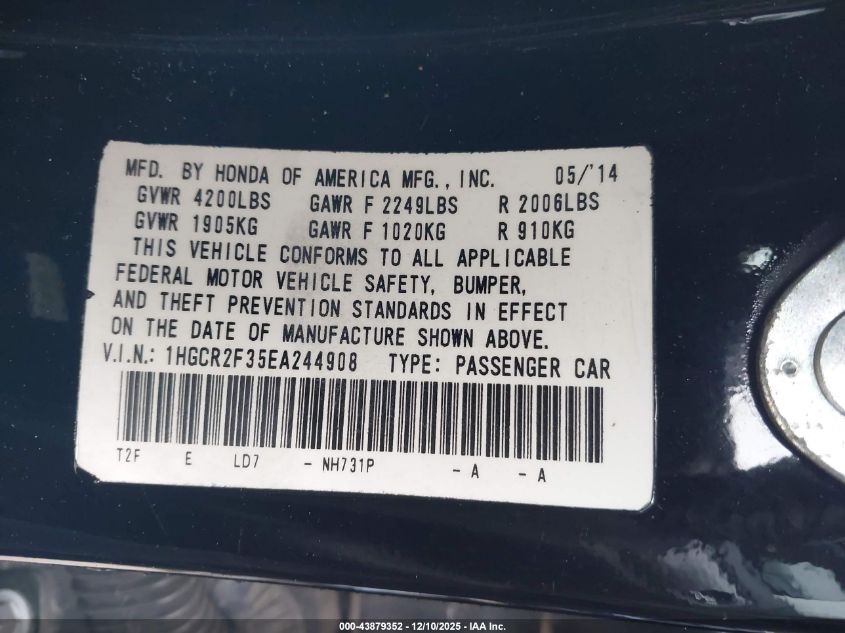 MFD. BY HONDA OF AMERICA MFG., INC. 05/'14
GVWR 4200LBS GAWR F 2249LBS R 2006LBS
GVWR 1905KG GAWR F 1020KG R 910KG
THIS VEHICLE CONFORMS TO ALL APPLICABLE
FEDERAL MOTOR VEHICLE SAFETY, BUMPER,
AND THEFT PREVENTION STANDARDS IN EFFECT
ON THE DATE OF MANUFACTURE SHOWN ABOVE.
V.I.N.: 1HGCR2F35EA244908 TYPE: PASSENGER CAR
T2F E LD7 - NH731P - A - A
000-43879352 - 12/10/2025 - IAA Inc.